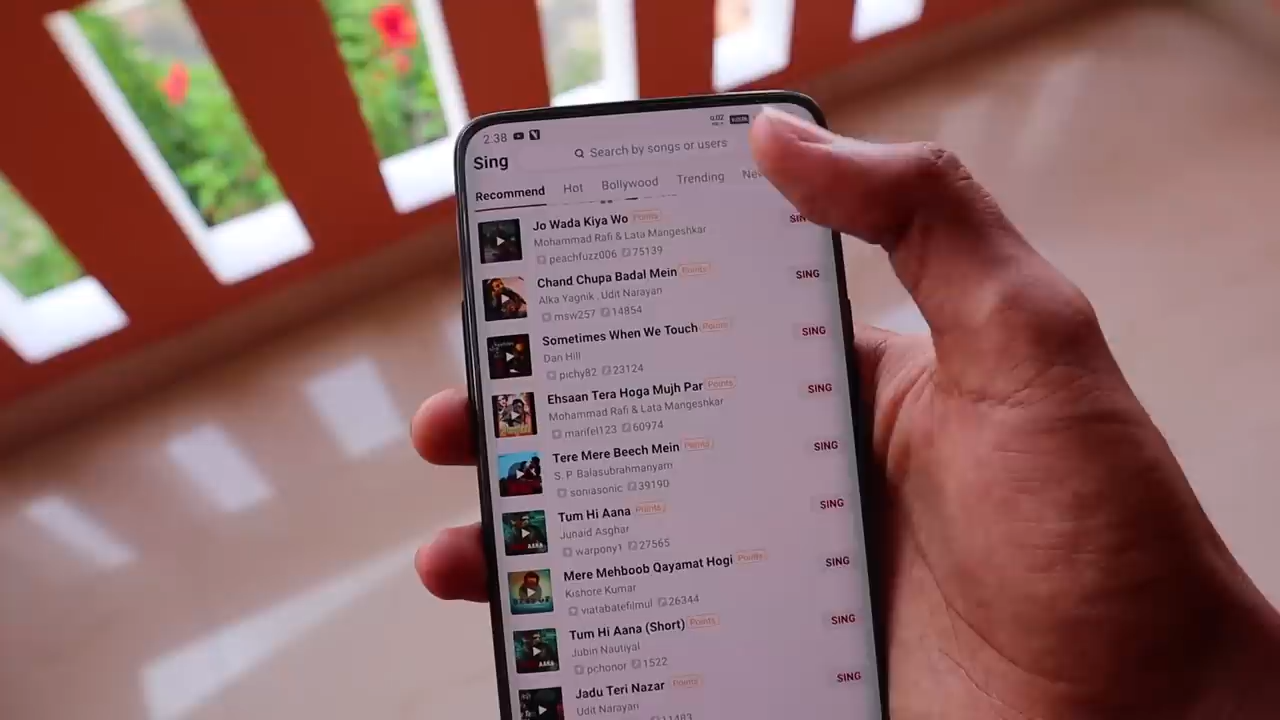 2:38
0.02
Sing
Search by songs or users
Recommend Hot Bollywood Trending
Jo Wada Kiya Wo Points
Mohammad Rafi & Lata Mangeshkar
peachfuzz006 75139
Chand Chupa Badal Mein Points
SING
Alka Yagnik , Udit Narayan
msw257 14854
Sometimes When We Touch Points
SING
Dan Hill
pichy82 23124
Ehsaan Tera Hoga Mujh Par Points
SING
Mohammad Rafi & Lata Mangeshkar
marifel123 60974
Tere Mere Beech Mein Points
SING
S. P. Balasubrahmanyam
soniasonic 39190
Tum Hi Aana Points
SING
Junaid Asghar
warpony1 27565
Mere Mehboob Qayamat Hogi Points
SING
Kishore Kumar
viatabatefilmul 26344
Tum Hi Aana (Short) Points
SING
Jubin Nautiyal
pchonor 1522
Jadu Teri Nazar Points
SING
Udit Narayan
11483